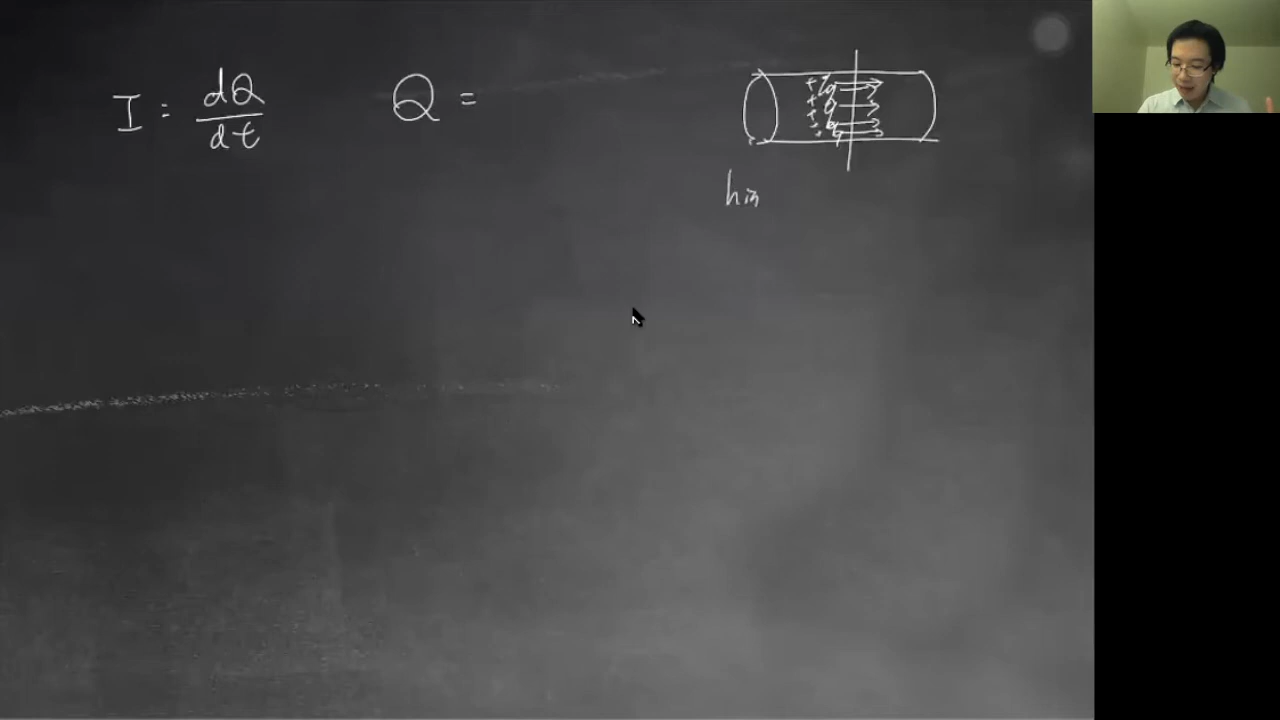 I = dQ/dt
Q =
+q
+q
+q
+q